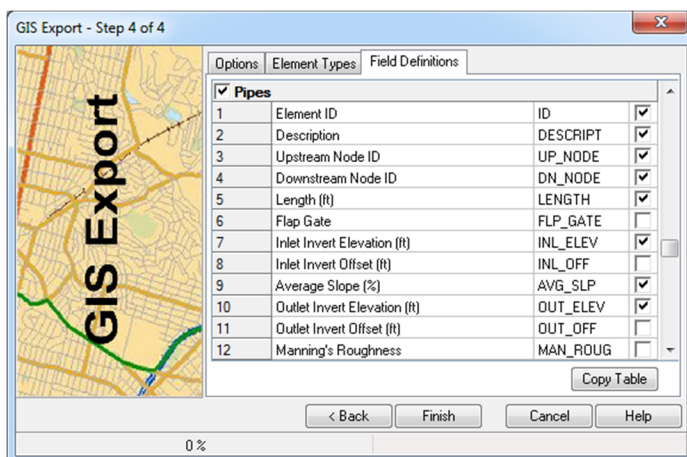 GIS Export - Step 4 of 4
GIS Export
Options Element Types Field Definitions
Pipes
1 Element ID ID
2 Description DESCRIPT
3 Upstream Node ID UP_NODE
4 Downstream Node ID DN_NODE
5 Length (ft) LENGTH
6 Flap Gate FLP_GATE
7 Inlet Invert Elevation (ft) INL_ELEV
8 Inlet Invert Offset (ft) INL_OFF
9 Average Slope (%) AVG_SLP
10 Outlet Invert Elevation (ft) OUT_ELEV
11 Outlet Invert Offset (ft) OUT_OFF
12 Manning's Roughness MAN_ROUG
Copy Table
< Back Finish Cancel Help
0 %